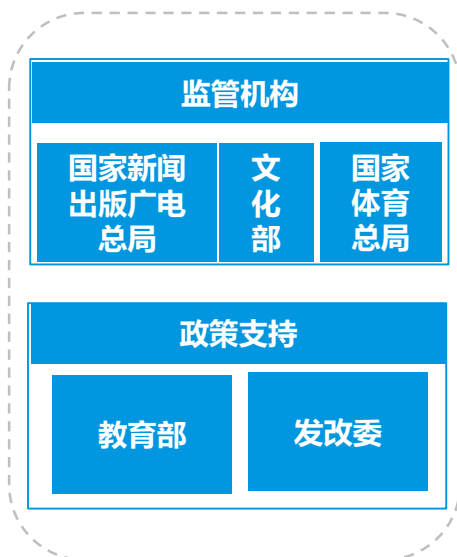 监管机构
国家新闻
出版广电
总局
文
化
部
国家
体育
总局
政策支持
教育部
发改委